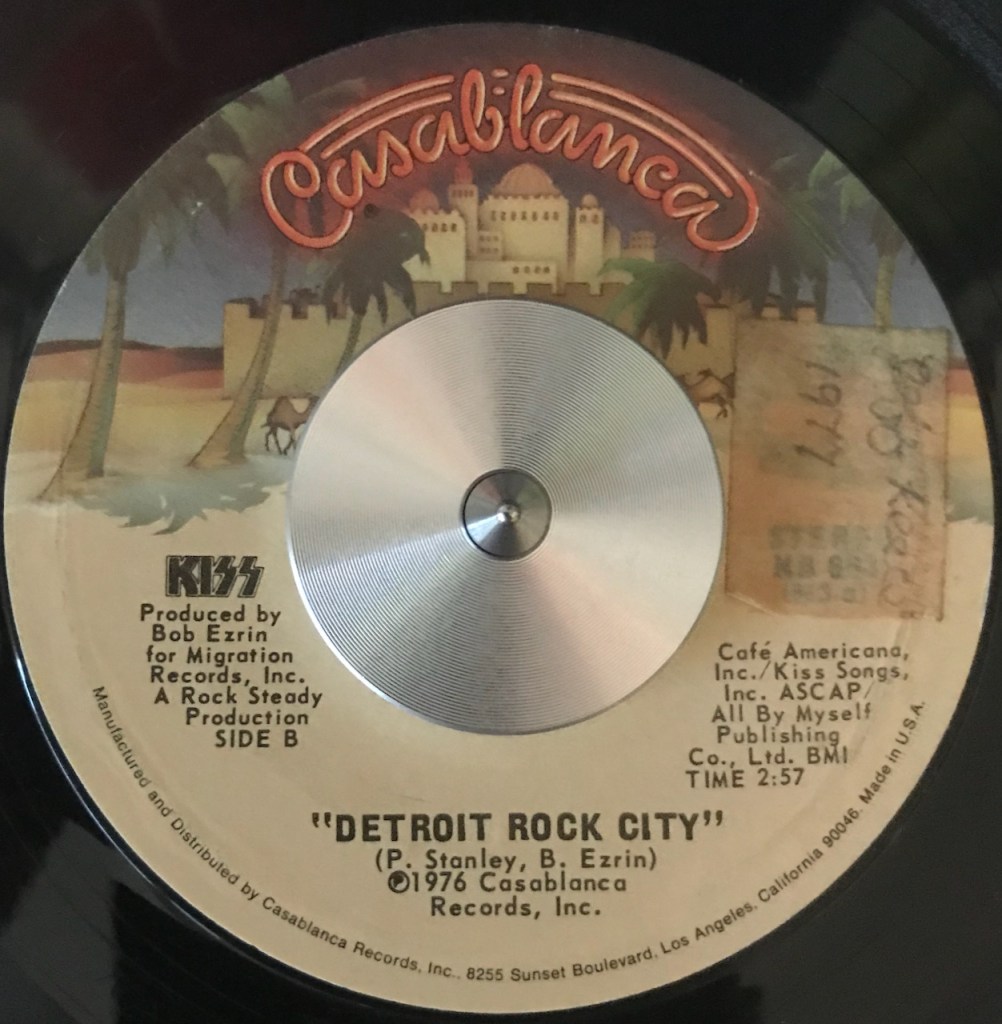 Casablanca
1977
KISS
Produced by
Bob Ezrin
for Migration
Records, Inc.
A Rock Steady
Production
SIDE B
Café Americana,
Inc./Kiss Songs,
Inc. ASCAP/
All By Myself
Publishing
Co., Ltd. BMI
TIME 2:57
"DETROIT ROCK CITY"
(P. Stanley, B. Ezrin)
℗1976 Casablanca
Records, Inc.
Manufactured and Distributed by Casablanca Records, Inc., 8255 Sunset Boulevard, Los Angeles, California 90046. Made in U.S.A.